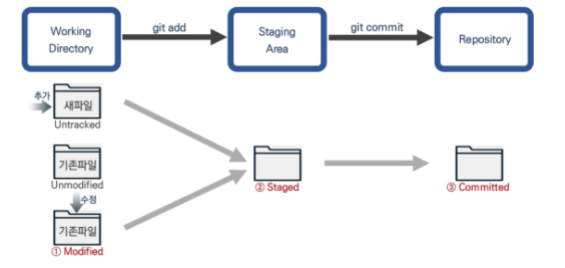 Working
Directory
git add
Staging
Area
git commit
Repository
추가
새파일
Untracked
기존파일
Unmodified
수정
기존파일
① Modified
② Staged
③ Committed